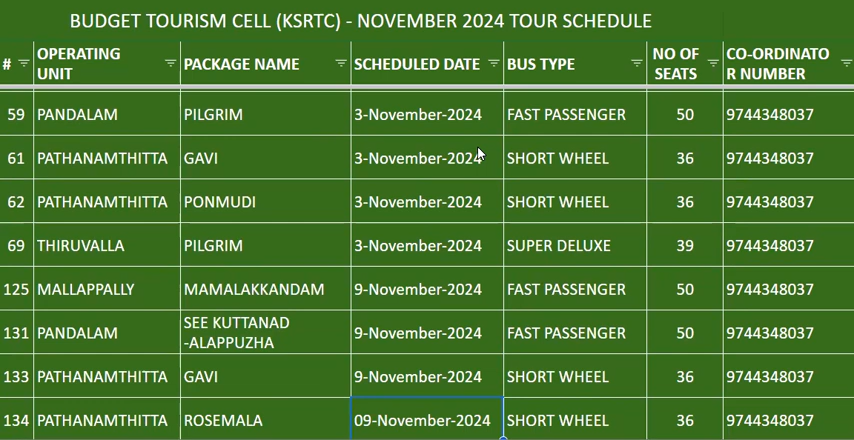 BUDGET TOURISM CELL (KSRTC) - NOVEMBER 2024 TOUR SCHEDULE
# OPERATING UNIT PACKAGE NAME SCHEDULED DATE BUS TYPE NO OF SEATS CO-ORDINATO R NUMBER
59 PANDALAM PILGRIM 3-November-2024 FAST PASSENGER 50 9744348037
61 PATHANAMTHITTA GAVI 3-November-2024 SHORT WHEEL 36 9744348037
62 PATHANAMTHITTA PONMUDI 3-November-2024 SHORT WHEEL 36 9744348037
69 THIRUVALLA PILGRIM 3-November-2024 SUPER DELUXE 39 9744348037
125 MALLAPPALLY MAMALAKKANDAM 9-November-2024 FAST PASSENGER 50 9744348037
131 PANDALAM SEE KUTTANAD -ALAPPUZHA 9-November-2024 FAST PASSENGER 50 9744348037
133 PATHANAMTHITTA GAVI 9-November-2024 SHORT WHEEL 36 9744348037
134 PATHANAMTHITTA ROSEMALA 09-November-2024 SHORT WHEEL 36 9744348037